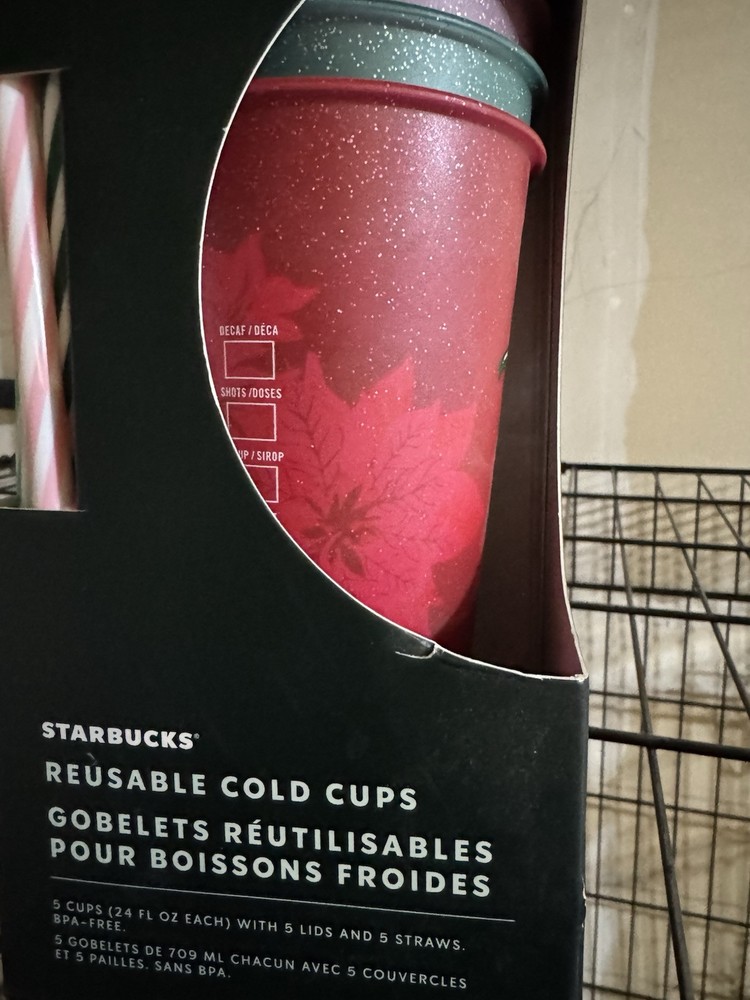 DECAF / DÉCA
SHOTS / DOSES
/ SIROP
STARBUCKS®
REUSABLE COLD CUPS
GOBELETS RÉUTILISABLES
POUR BOISSONS FROIDES
5 CUPS (24 FL OZ EACH) WITH 5 LIDS AND 5 STRAWS.
BPA-FREE.
5 GOBELETS DE 709 ML CHACUN AVEC 5 COUVERCLES
ET 5 PAILLES. SANS BPA.